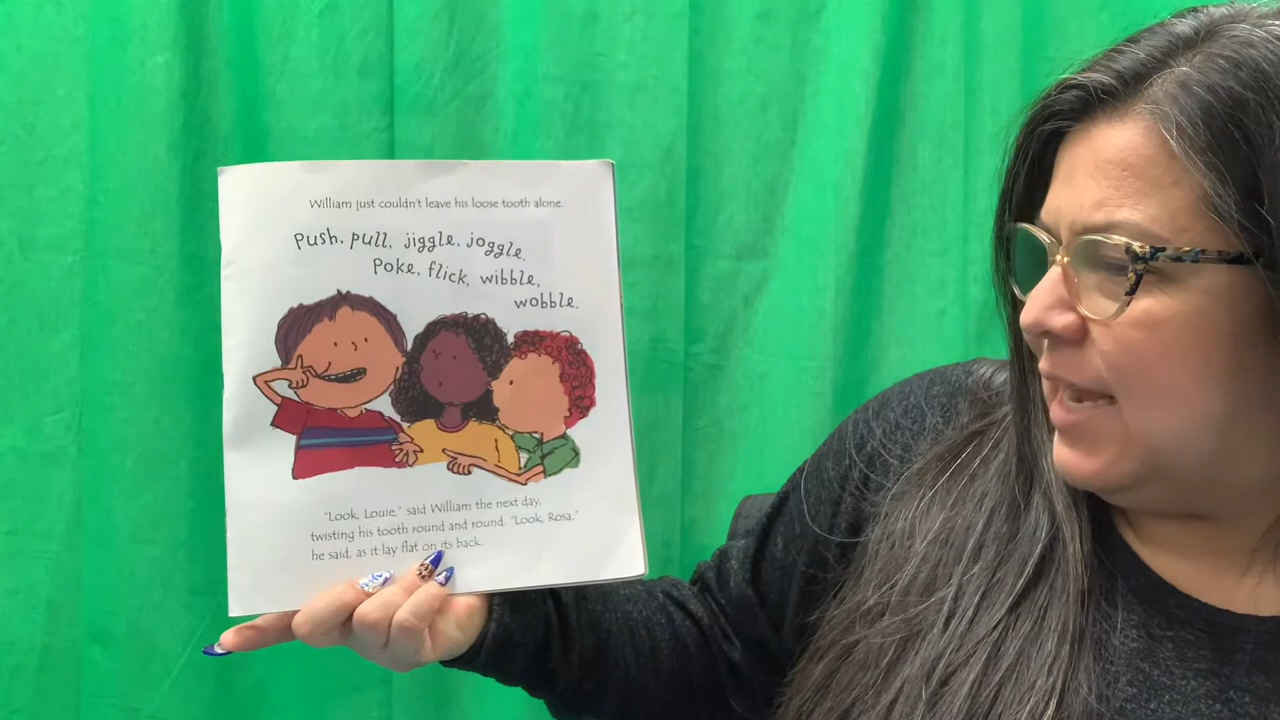 William just couldn't leave his loose tooth alone.
Push, pull, jiggle, joggle,
Poke, flick, wibble,
wobble.
"Look, Louie," said William the next day,
twisting his tooth round and round. "Look, Rosa,"
he said, as it lay flat on its back.